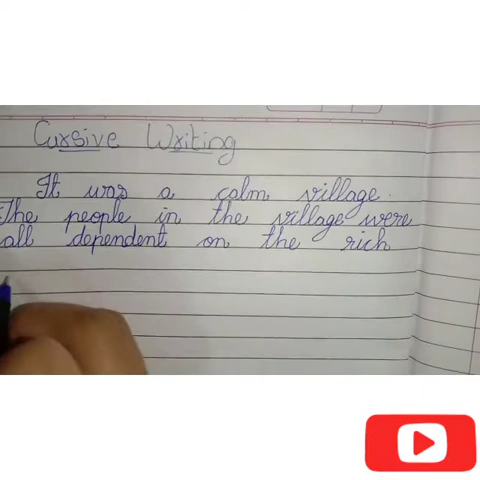 Cursive Writing
It was a calm village.
The people in the village were
all dependent on the rich